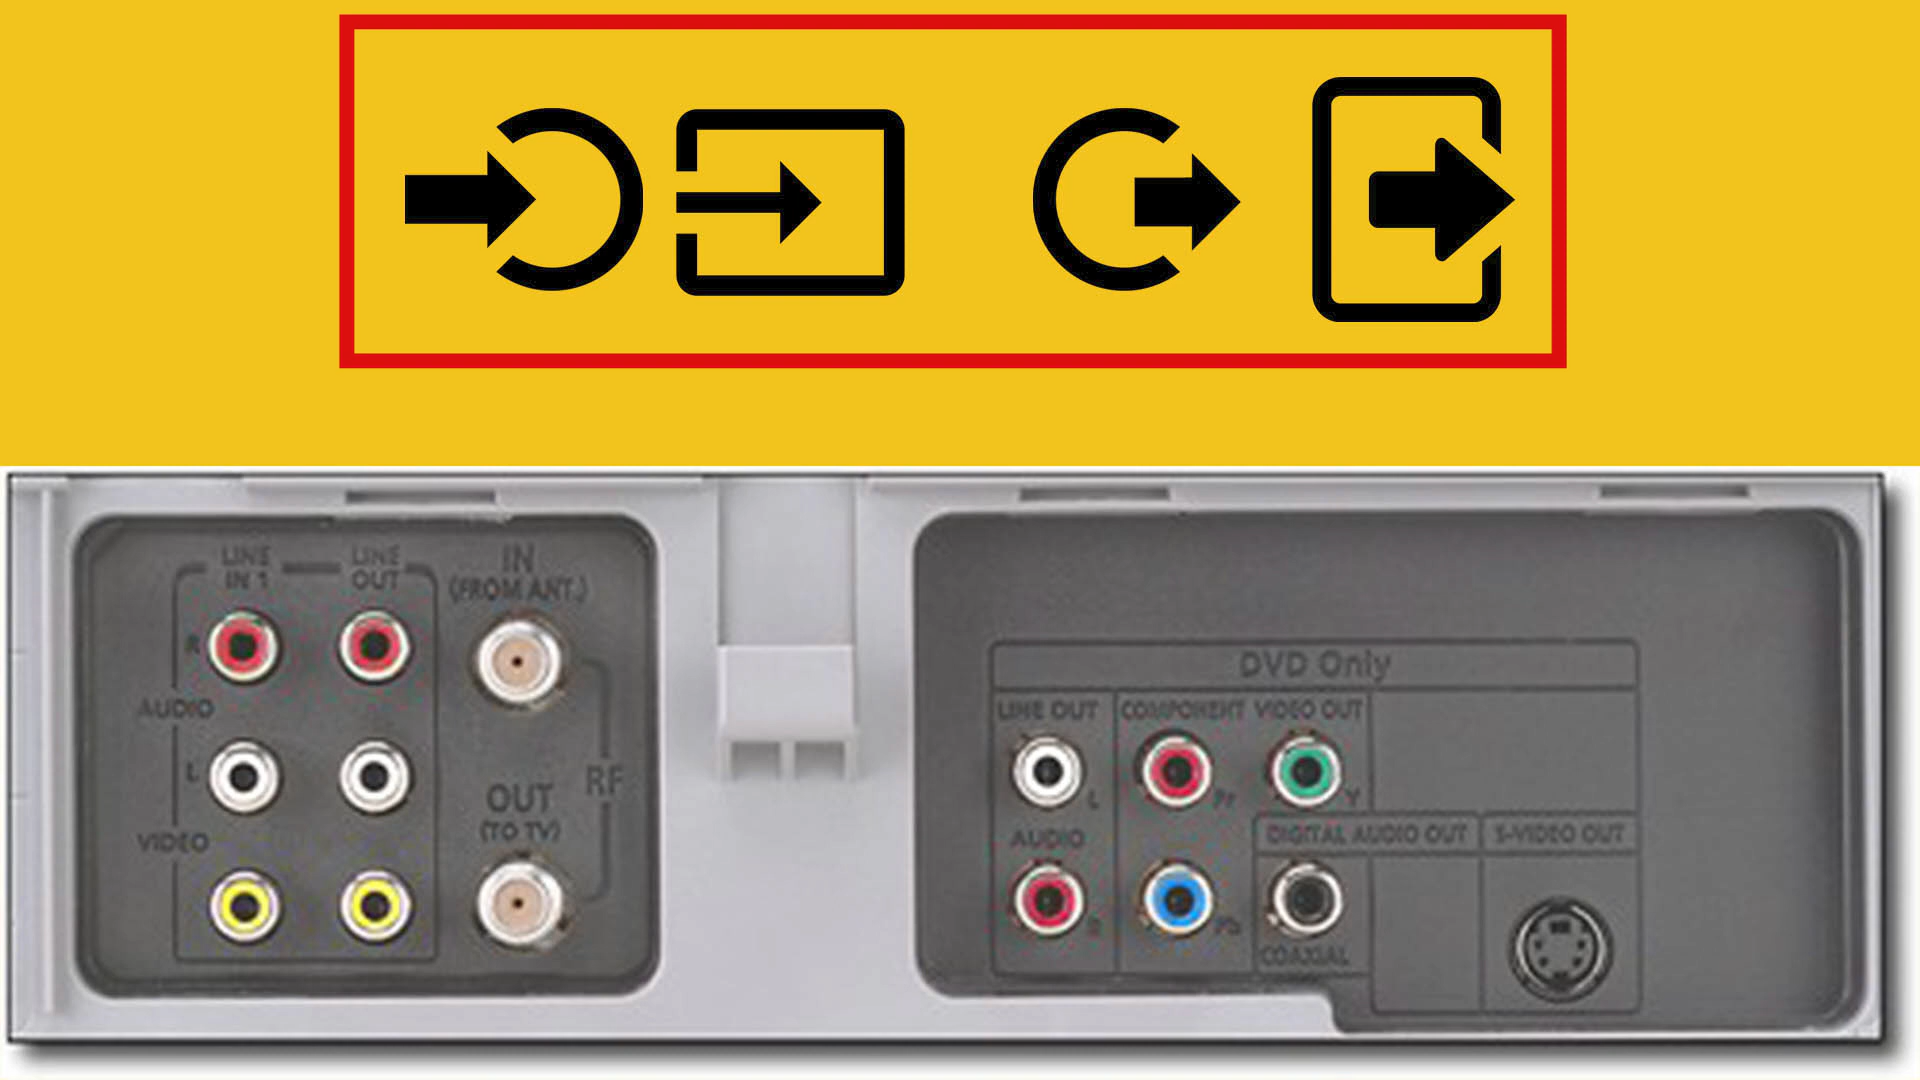 LINE IN 1
LINE OUT
IN
(FROM ANT.)
R
AUDIO
L
VIDEO
OUT
(TO TV)
RF
DVD Only
LINE OUT
COMPONENT VIDEO OUT
L
Pr
Y
AUDIO
DIGITAL AUDIO OUT
S-VIDEO OUT
R
Pb
COAXIAL